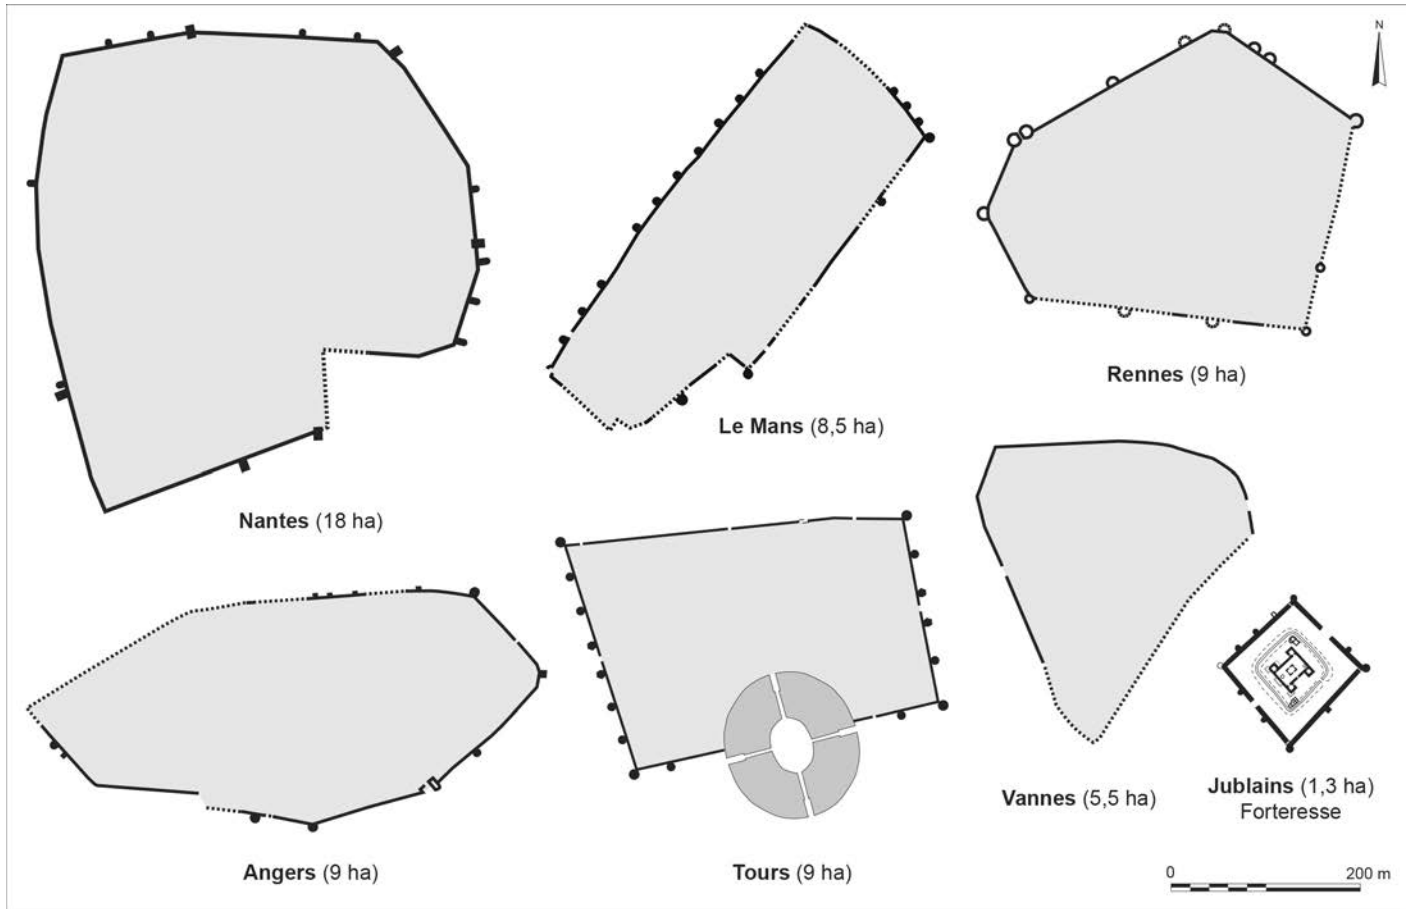 N
Rennes (9 ha)
Le Mans (8,5 ha)
Nantes (18 ha)
Vannes (5,5 ha)
Jublains (1,3 ha)
Forteresse
Angers (9 ha)
Tours (9 ha)
0 200 m